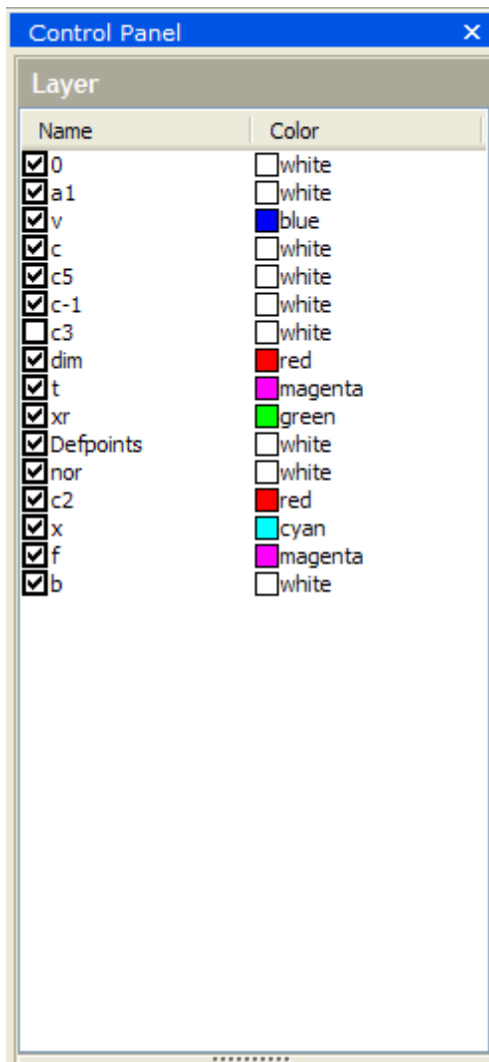 Control Panel
Layer
Name Color
0 white
a1 white
v blue
c white
c5 white
c-1 white
c3 white
dim red
t magenta
xr green
Defpoints white
nor white
c2 red
x cyan
f magenta
b white